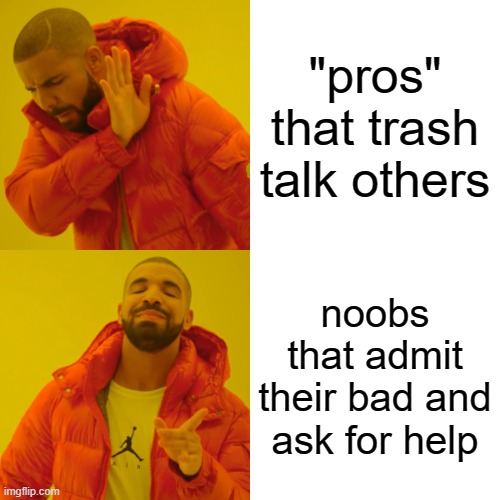 "pros"
that trash
talk others
noobs
that admit
their bad and
ask for help
imgflip.com